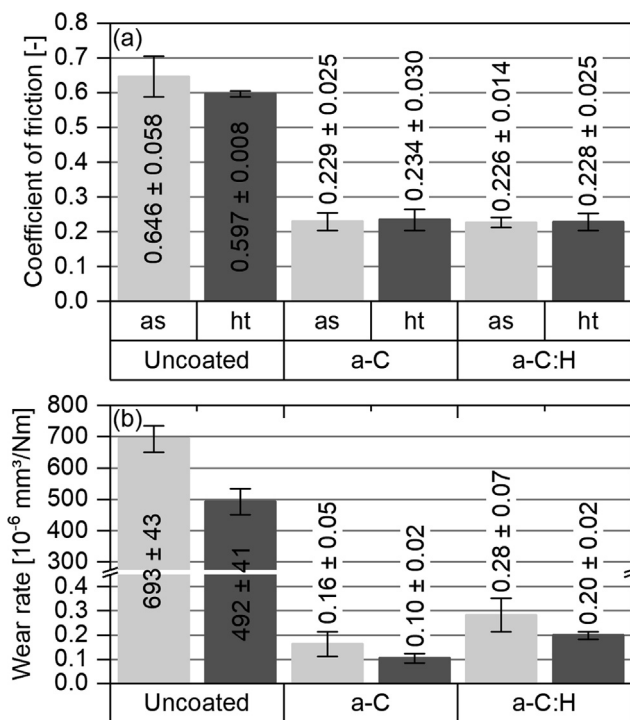 (a)
Coefficient of friction [-]
0.8
0.7
0.6
0.5
0.4
0.3
0.2
0.1
0.0
0.646 ± 0.058
0.597 ± 0.008
0.229 ± 0.025
0.234 ± 0.030
0.226 ± 0.014
0.228 ± 0.025
as ht as ht as ht
Uncoated a-C a-C:H
(b)
Wear rate [10⁻⁶ mm³/Nm]
800
700
600
500
400
300
0.4
0.3
0.2
0.1
0.0
693 ± 43
492 ± 41
0.16 ± 0.05
0.10 ± 0.02
0.28 ± 0.07
0.20 ± 0.02
Uncoated a-C a-C:H